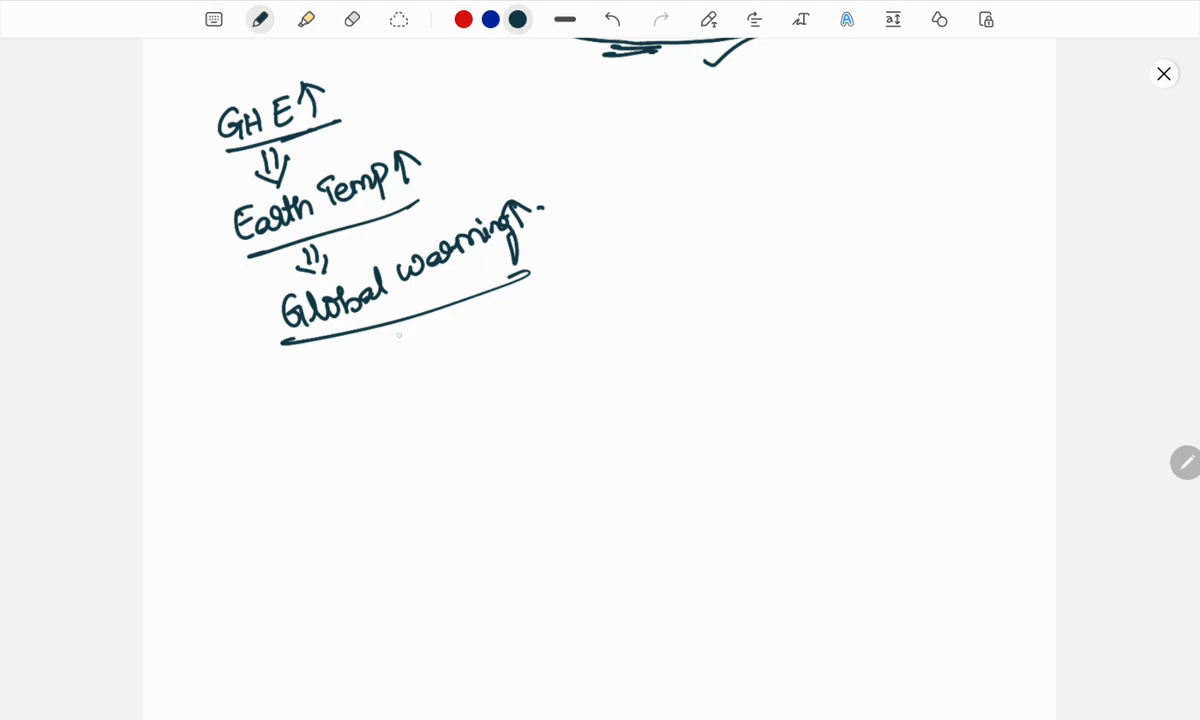 GH E↑
⇓
Earth Temp↑
⇓
Global warming↑.